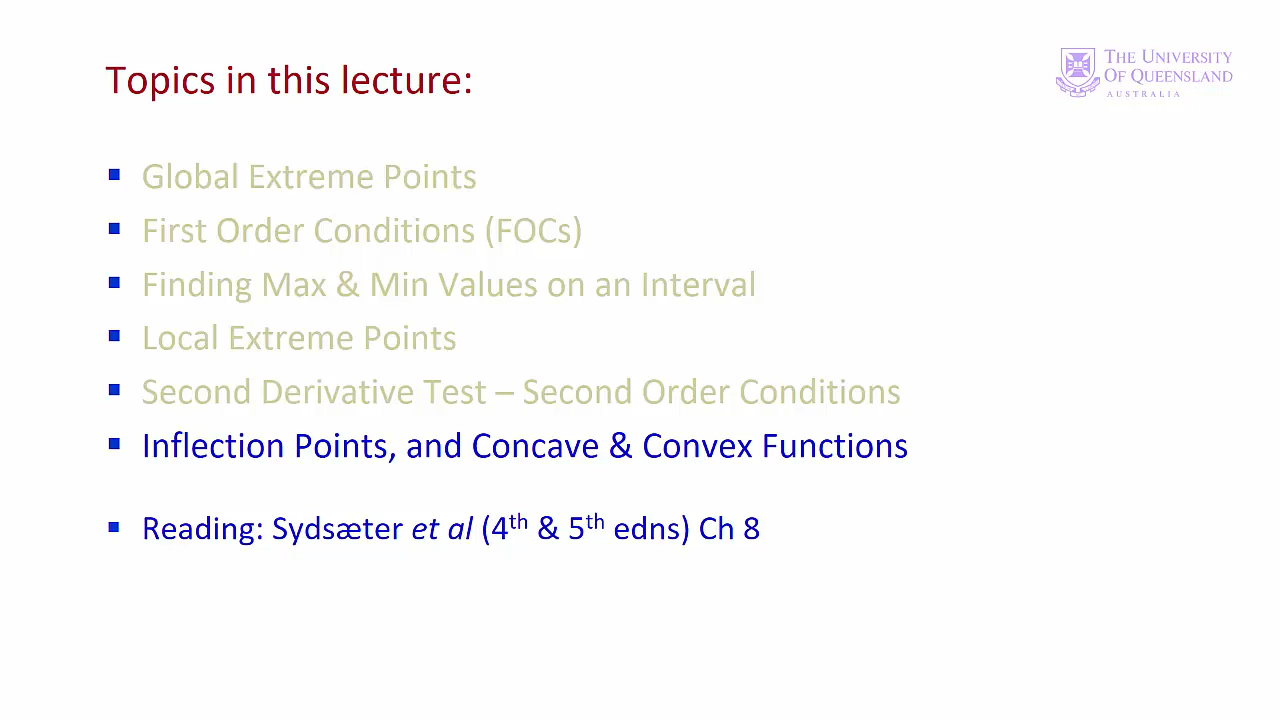 Topics in this lecture:
THE UNIVERSITY
OF QUEENSLAND
AUSTRALIA
▪ Global Extreme Points
▪ First Order Conditions (FOCs)
▪ Finding Max & Min Values on an Interval
▪ Local Extreme Points
▪ Second Derivative Test – Second Order Conditions
▪ Inflection Points, and Concave & Convex Functions
▪ Reading: Sydsæter et al (4th & 5th edns) Ch 8